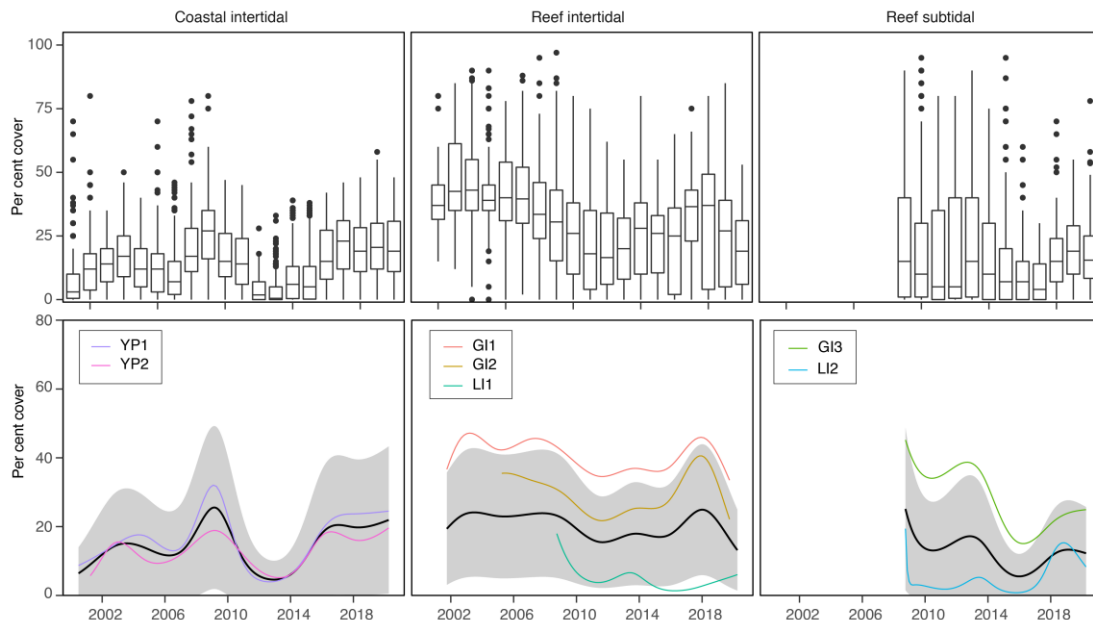 Coastal intertidal Reef intertidal Reef subtidal
Per cent cover
100
75
50
25
0
Per cent cover
80
60
40
20
0
YP1
YP2
GI1
GI2
LI1
GI3
LI2
2002 2006 2010 2014 2018 2002 2006 2010 2014 2018 2002 2006 2010 2014 2018